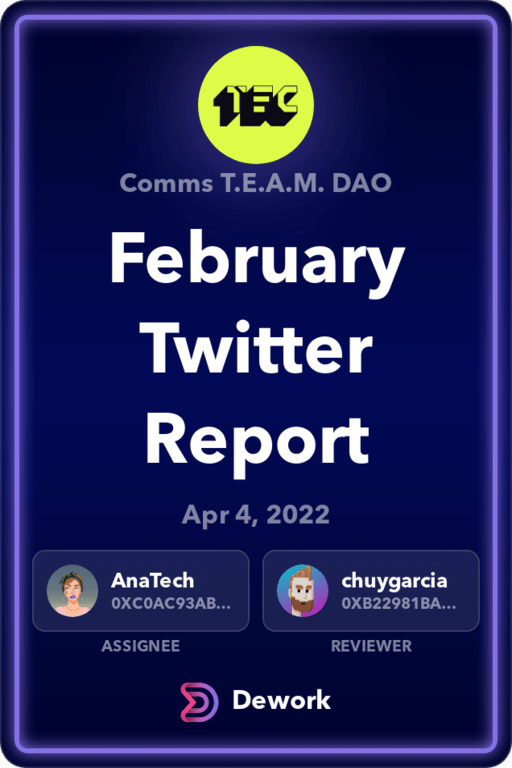 TEC
Comms T.E.A.M. DAO
February
Twitter
Report
Apr 4, 2022
AnaTech
0XC0AC93AB...
ASSIGNEE
chuygarcia
0XB22981BA...
REVIEWER
Dework